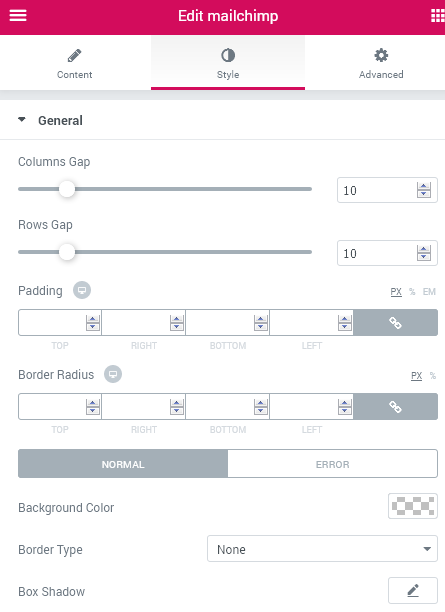 Edit mailchimp
Content Style Advanced
General
Columns Gap
10
Rows Gap
10
Padding PX % EM
TOP RIGHT BOTTOM LEFT
Border Radius PX %
TOP RIGHT BOTTOM LEFT
NORMAL ERROR
Background Color
Border Type None
Box Shadow